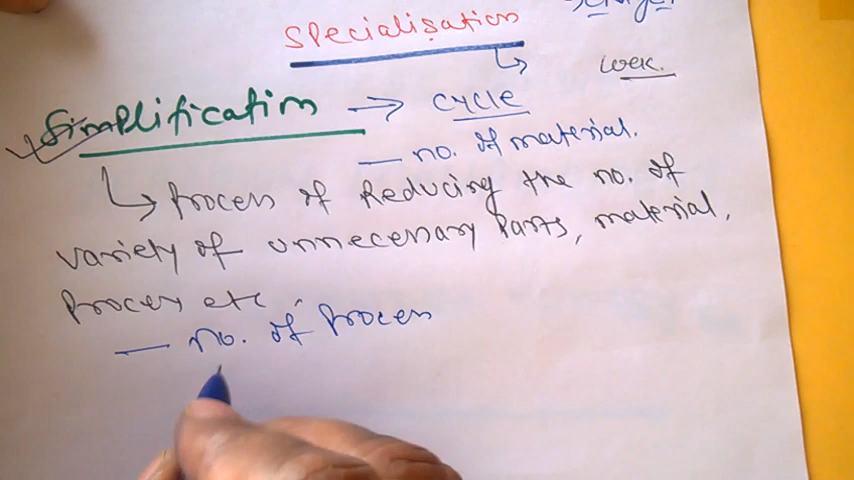 Specialisation
work.
Simplification → cycle
— no. of material.
↳ Process of Reducing the no. of
variety of unnecessary Parts, material,
Process etc.
— no. of Process